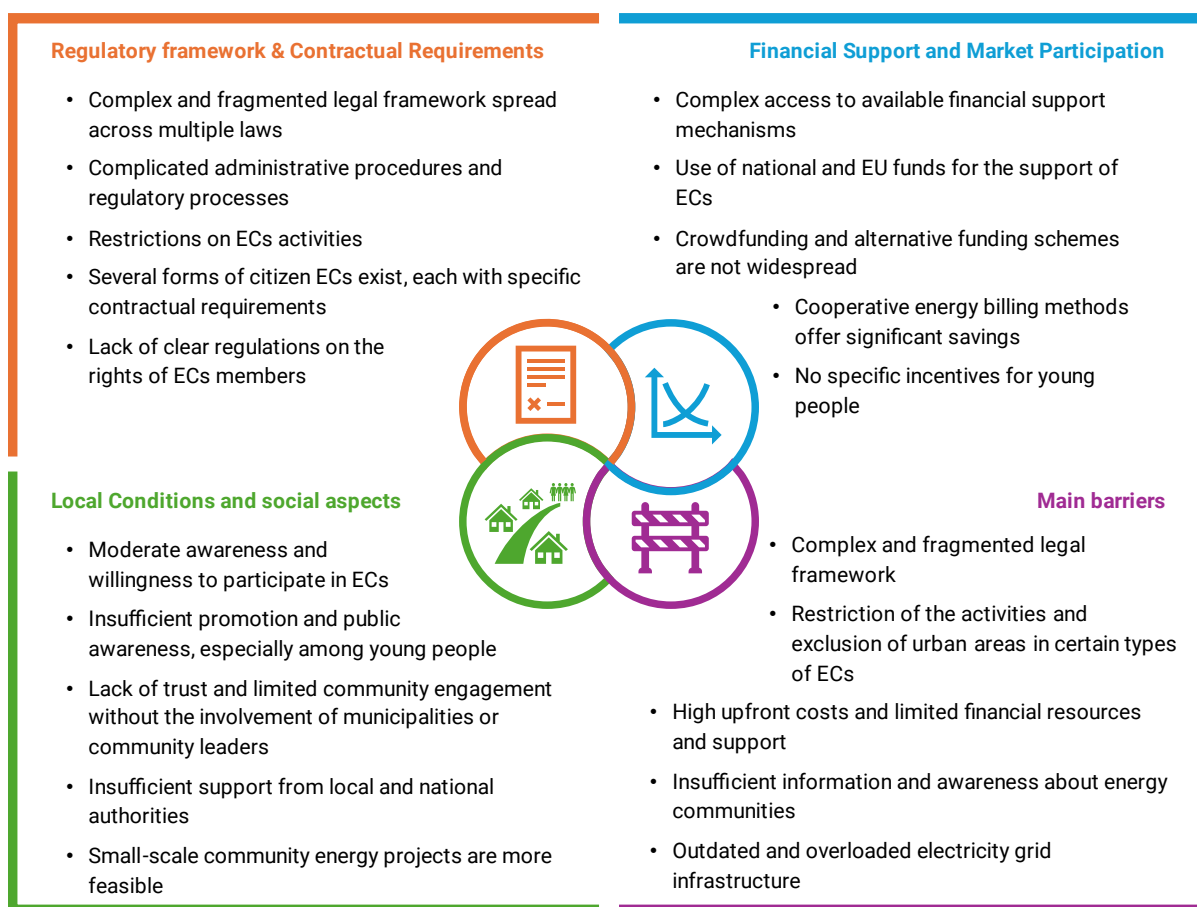 Regulatory framework & Contractual Requirements
• Complex and fragmented legal framework spread
across multiple laws
• Complicated administrative procedures and
regulatory processes
• Restrictions on ECs activities
• Several forms of citizen ECs exist, each with specific
contractual requirements
• Lack of clear regulations on the
rights of ECs members
Financial Support and Market Participation
• Complex access to available financial support
mechanisms
• Use of national and EU funds for the support of
ECs
• Crowdfunding and alternative funding schemes
are not widespread
• Cooperative energy billing methods
offer significant savings
• No specific incentives for young
people
Local Conditions and social aspects
• Moderate awareness and
willingness to participate in ECs
• Insufficient promotion and public
awareness, especially among young people
• Lack of trust and limited community engagement
without the involvement of municipalities or
community leaders
• Insufficient support from local and national
authorities
• Small-scale community energy projects are more
feasible
Main barriers
• Complex and fragmented legal
framework
• Restriction of the activities and
exclusion of urban areas in certain types
of ECs
• High upfront costs and limited financial resources
and support
• Insufficient information and awareness about energy
communities
• Outdated and overloaded electricity grid
infrastructure